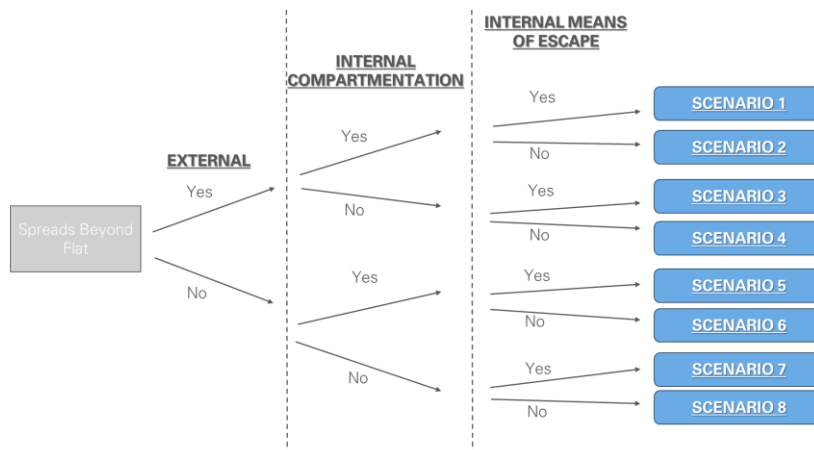 INTERNAL MEANS
OF ESCAPE
INTERNAL
COMPARTMENTATION
EXTERNAL
Yes
SCENARIO 1
Yes
No
SCENARIO 2
Yes
Yes
SCENARIO 3
No
No
SCENARIO 4
Spreads Beyond
Flat
No
Yes
Yes
SCENARIO 5
No
SCENARIO 6
No
Yes
SCENARIO 7
No
SCENARIO 8